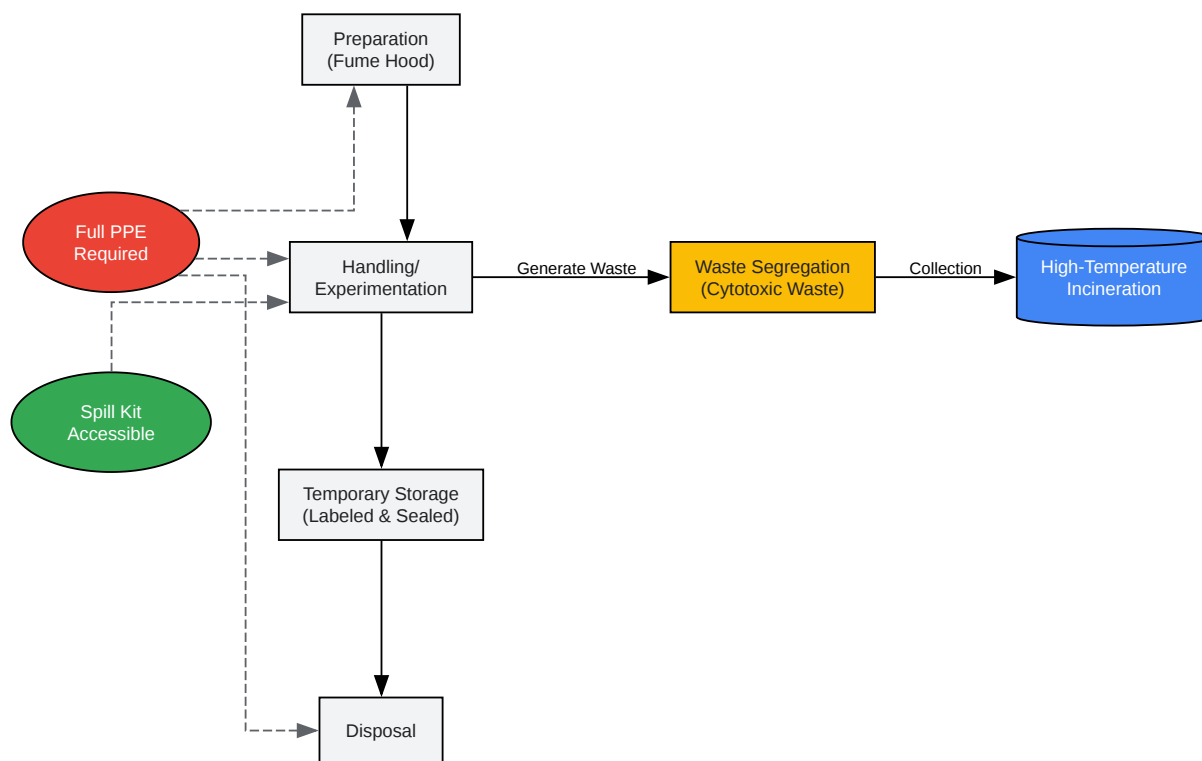 Preparation
(Fume Hood)
Full PPE
Required
Handling/
Experimentation
Generate Waste
Waste Segregation
(Cytotoxic Waste)
Collection
High-Temperature
Incineration
Spill Kit
Accessible
Temporary Storage
(Labeled & Sealed)
Disposal